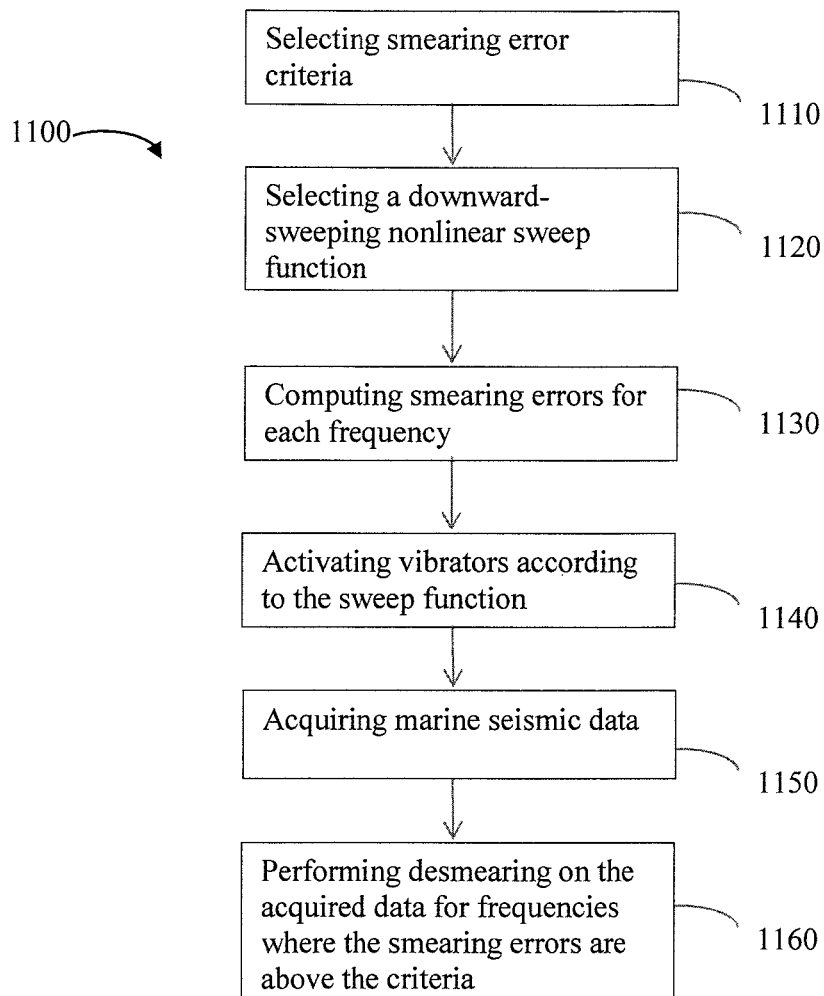 Selecting smearing error
criteria
1110
1100
Selecting a downward-
sweeping nonlinear sweep
function
1120
Computing smearing errors for
each frequency
1130
Activating vibrators according
to the sweep function
1140
Acquiring marine seismic data
1150
Performing desmearing on the
acquired data for frequencies
where the smearing errors are
above the criteria
1160